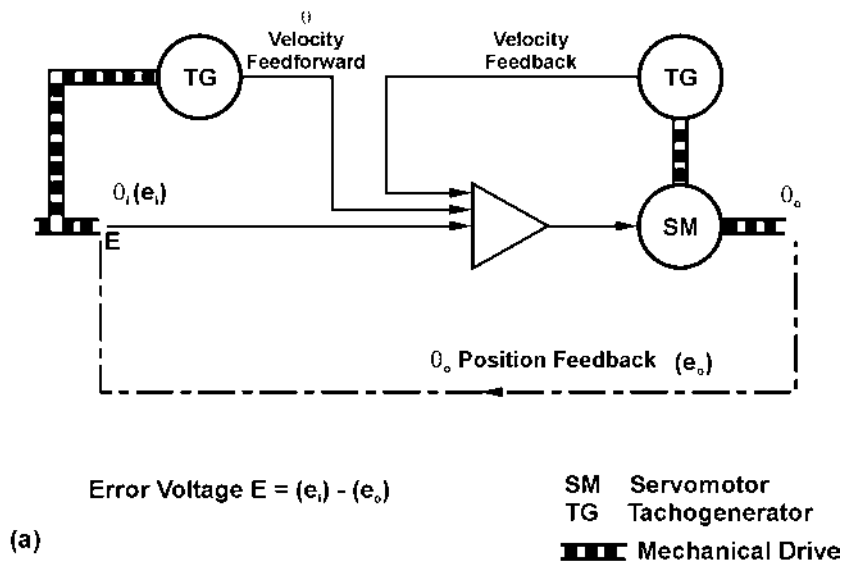 θ
Velocity
Feedforward
Velocity
Feedback
TG
TG
θᵢ(eᵢ)
E
SM
θₒ
θₒ Position Feedback (eₒ)
Error Voltage E = (eᵢ) - (eₒ)
SM Servomotor
TG Tachogenerator
Mechanical Drive
(a)